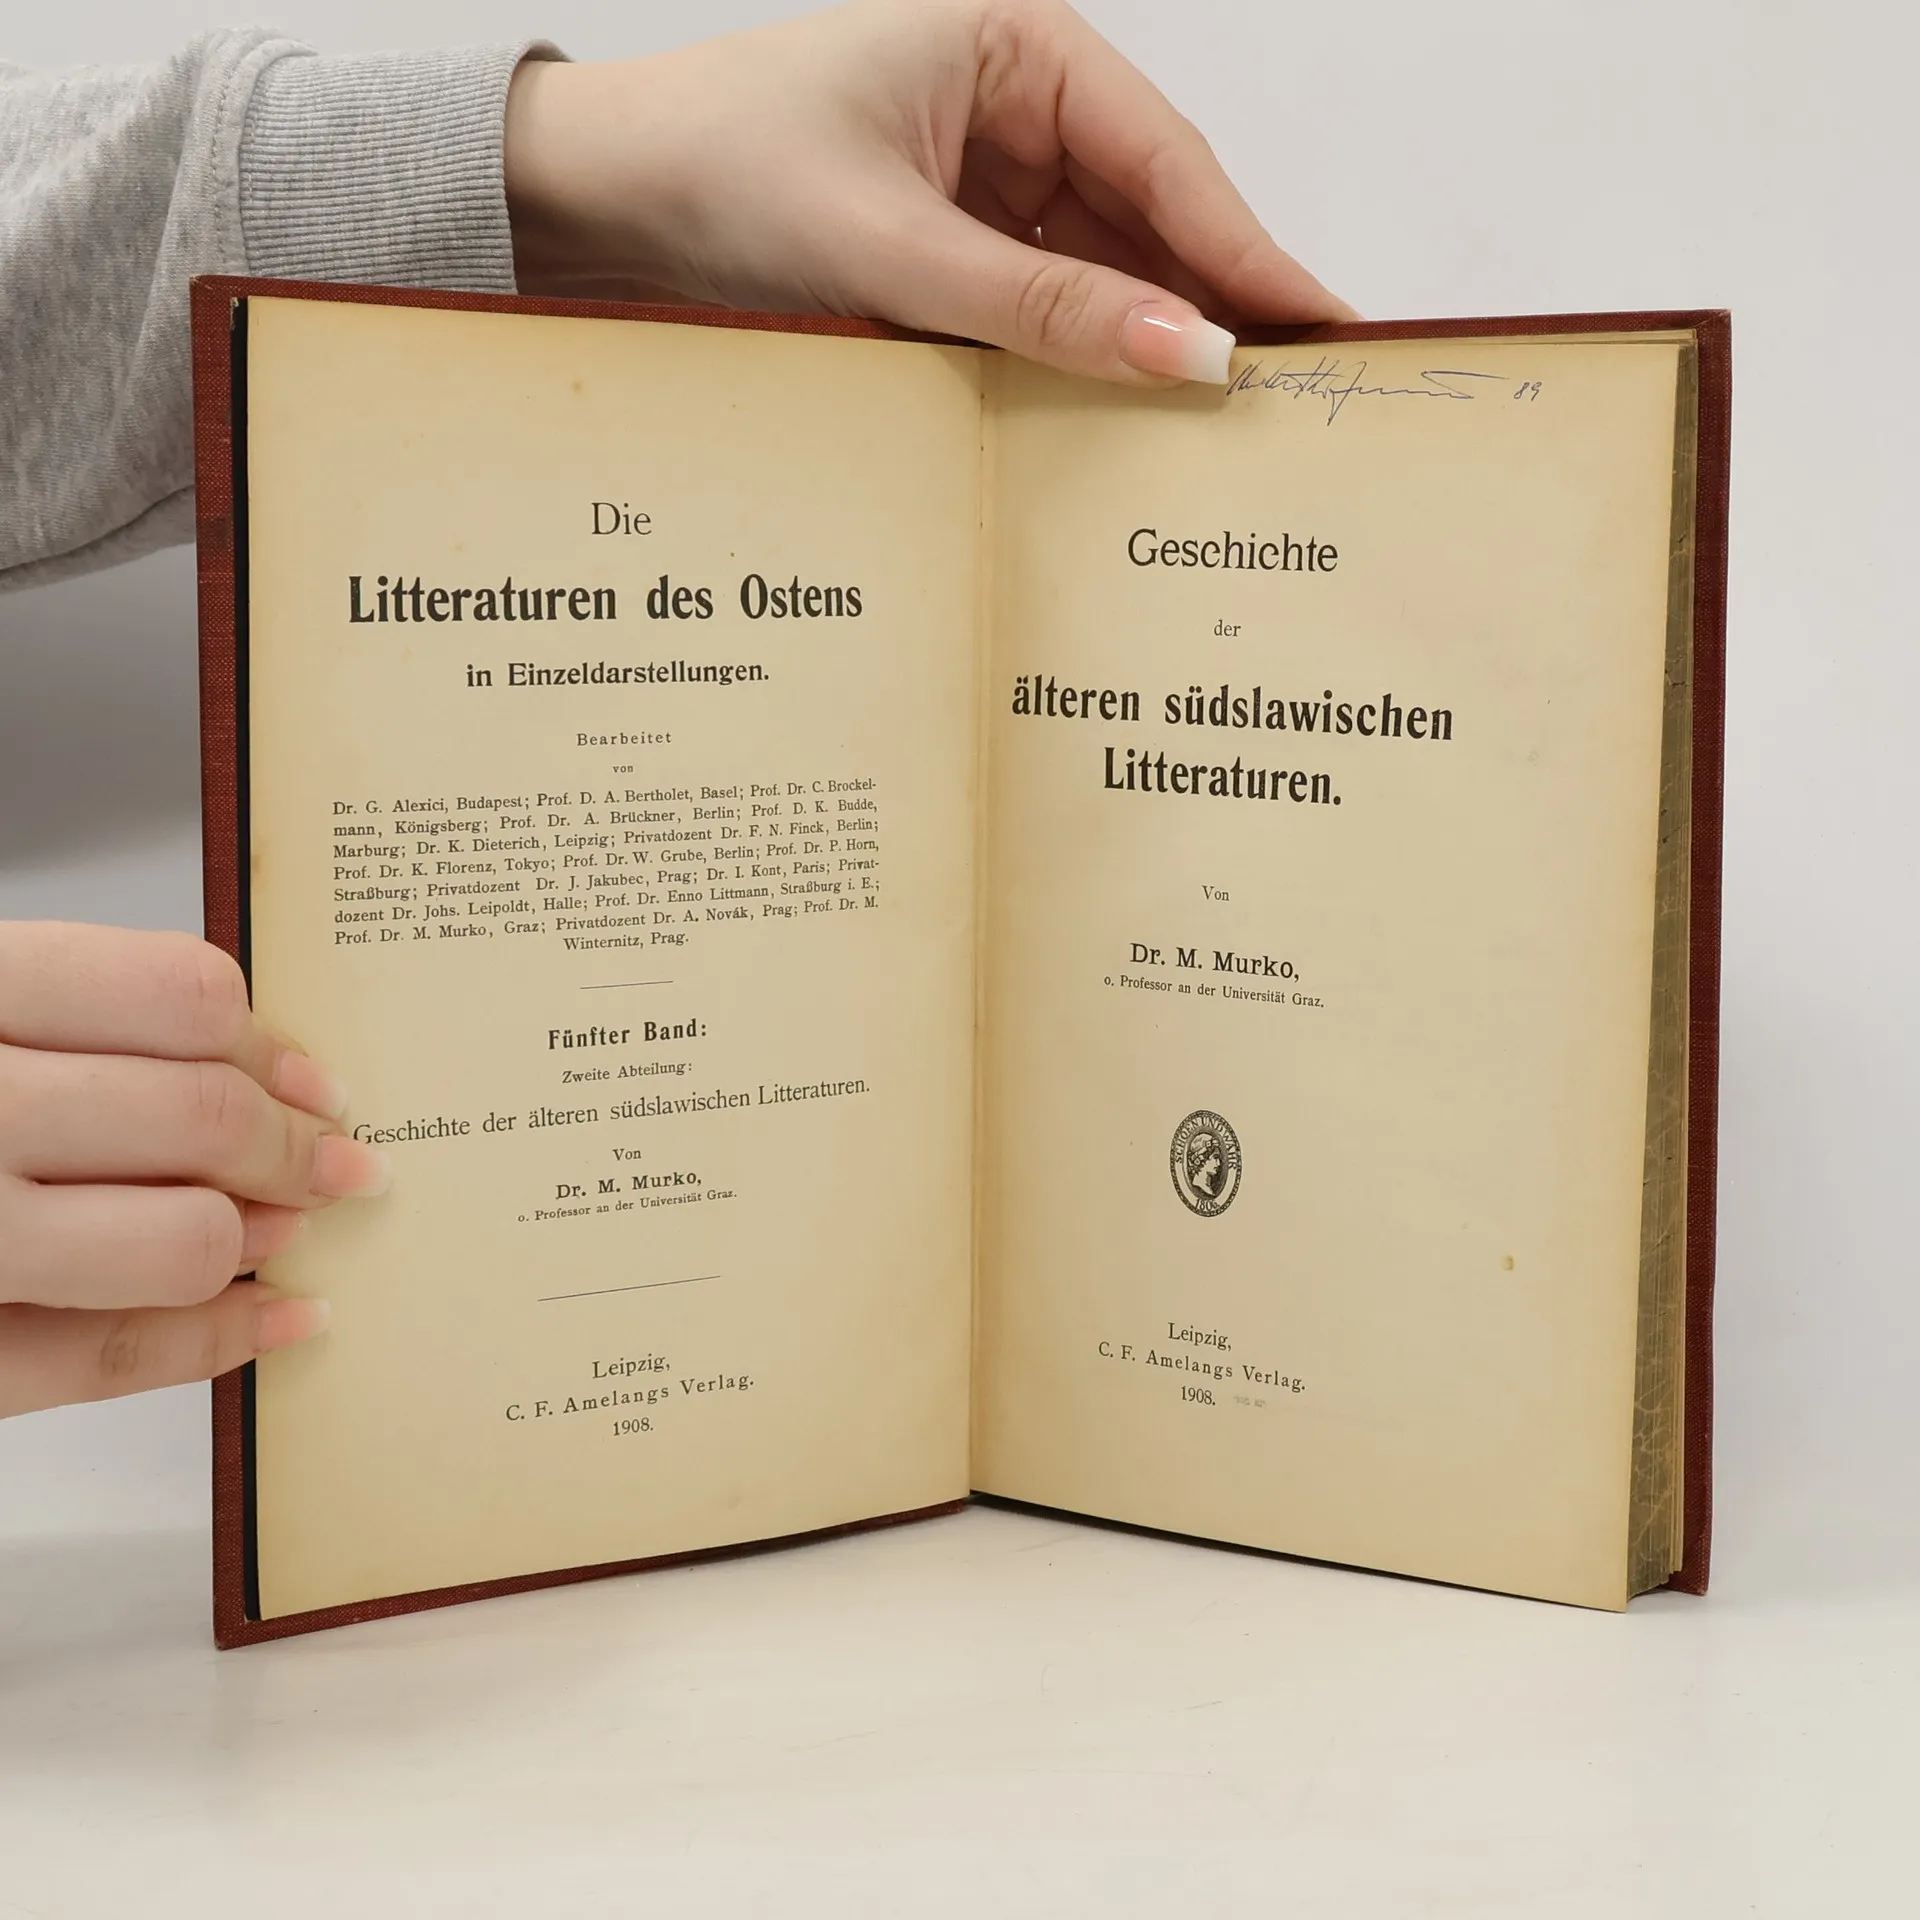 Die
Litteraturen des Ostens
in Einzeldarstellungen.
Bearbeitet
von
Dr. G. Alexici, Budapest; Prof. D. A. Bertholet, Basel; Prof. Dr. C. Brockel-
mann, Königsberg; Prof. Dr. A. Brückner, Berlin; Prof. D. K. Budde,
Marburg; Dr. K. Dieterich, Leipzig; Privatdozent Dr. F. N. Finck, Berlin;
Prof. Dr. K. Florenz, Tokyo; Prof. Dr. W. Grube, Berlin; Prof. Dr. P. Horn,
Straßburg; Privatdozent Dr. J. Jakubec, Prag; Dr. I. Kont, Paris; Privat-
dozent Dr. Johs. Leipoldt, Halle; Prof. Dr. Enno Littmann, Straßburg i. E.;
Prof. Dr. M. Murko, Graz; Privatdozent Dr. A. Novák, Prag; Prof. Dr. M.
Winternitz, Prag.
Fünfter Band:
Zweite Abteilung:
Geschichte der älteren südslawischen Litteraturen.
Von
Dr. M. Murko,
o. Professor an der Universität Graz.
Leipzig,
C. F. Amelangs Verlag.
1908.
89
Geschichte
der
älteren südslawischen
Litteraturen.
Von
Dr. M. Murko,
o. Professor an der Universität Graz.
SCHOEN UND WAHR
Leipzig,
C. F. Amelangs Verlag.
1908.